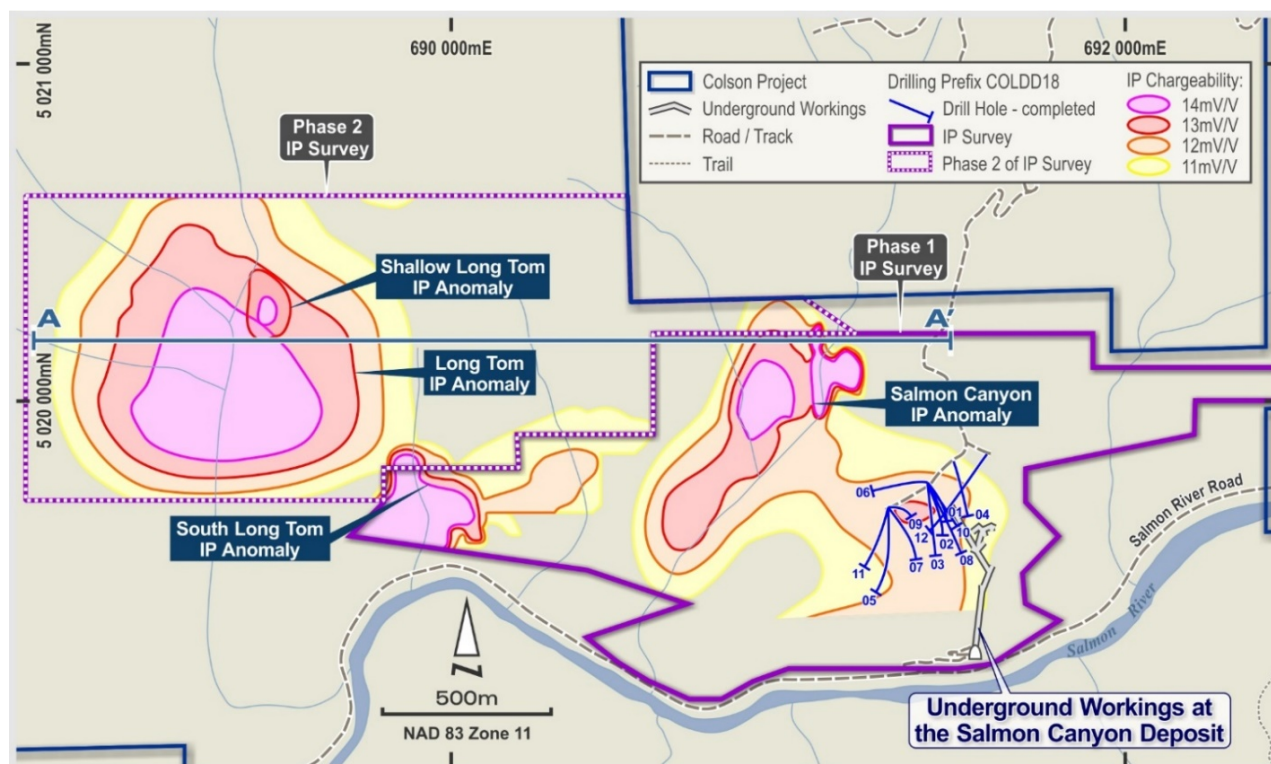 690 000mE
692 000mE
5 021 000mN
5 020 000mN
Colson Project
Underground Workings
Road / Track
Trail
Drilling Prefix COLDD18
Drill Hole - completed
IP Survey
Phase 2 of IP Survey
IP Chargeability:
14mV/V
13mV/V
12mV/V
11mV/V
Phase 2
IP Survey
Phase 1
IP Survey
Shallow Long Tom
IP Anomaly
A
A
Long Tom
IP Anomaly
Salmon Canyon
IP Anomaly
South Long Tom
IP Anomaly
06
09
01
04
12
10
02
11
07
03
08
05
Salmon River Road
Salmon River
N
500m
NAD 83 Zone 11
Underground Workings at
the Salmon Canyon Deposit